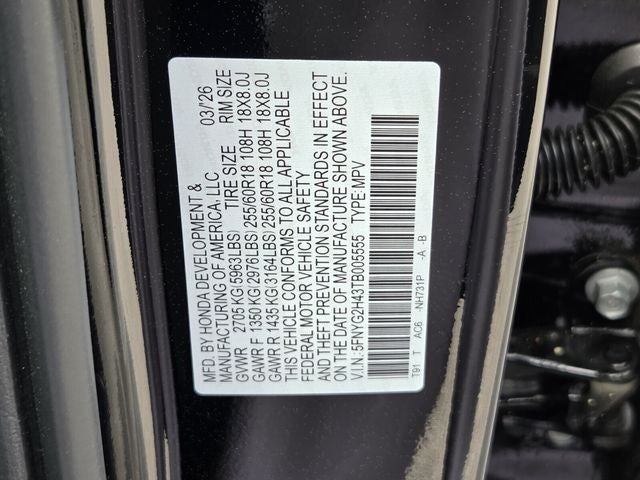 MFD. BY HONDA DEVELOPMENT & 03/'26
MANUFACTURING OF AMERICA, LLC
GVWR 2705 KG(5963LBS) TIRE SIZE RIM SIZE
GAWR F 1350 KG(2976LBS) 255/60R18 108H 18X8.0J
GAWR R 1435 KG(3164LBS) 255/60R18 108H 18X8.0J
THIS VEHICLE CONFORMS TO ALL APPLICABLE
FEDERAL MOTOR VEHICLE SAFETY
AND THEFT PREVENTION STANDARDS IN EFFECT
ON THE DATE OF MANUFACTURE SHOWN ABOVE.
V.I.N.:5FNYG2H43TB005555 TYPE:MPV
T91 T AC6 -NH731P -A -B